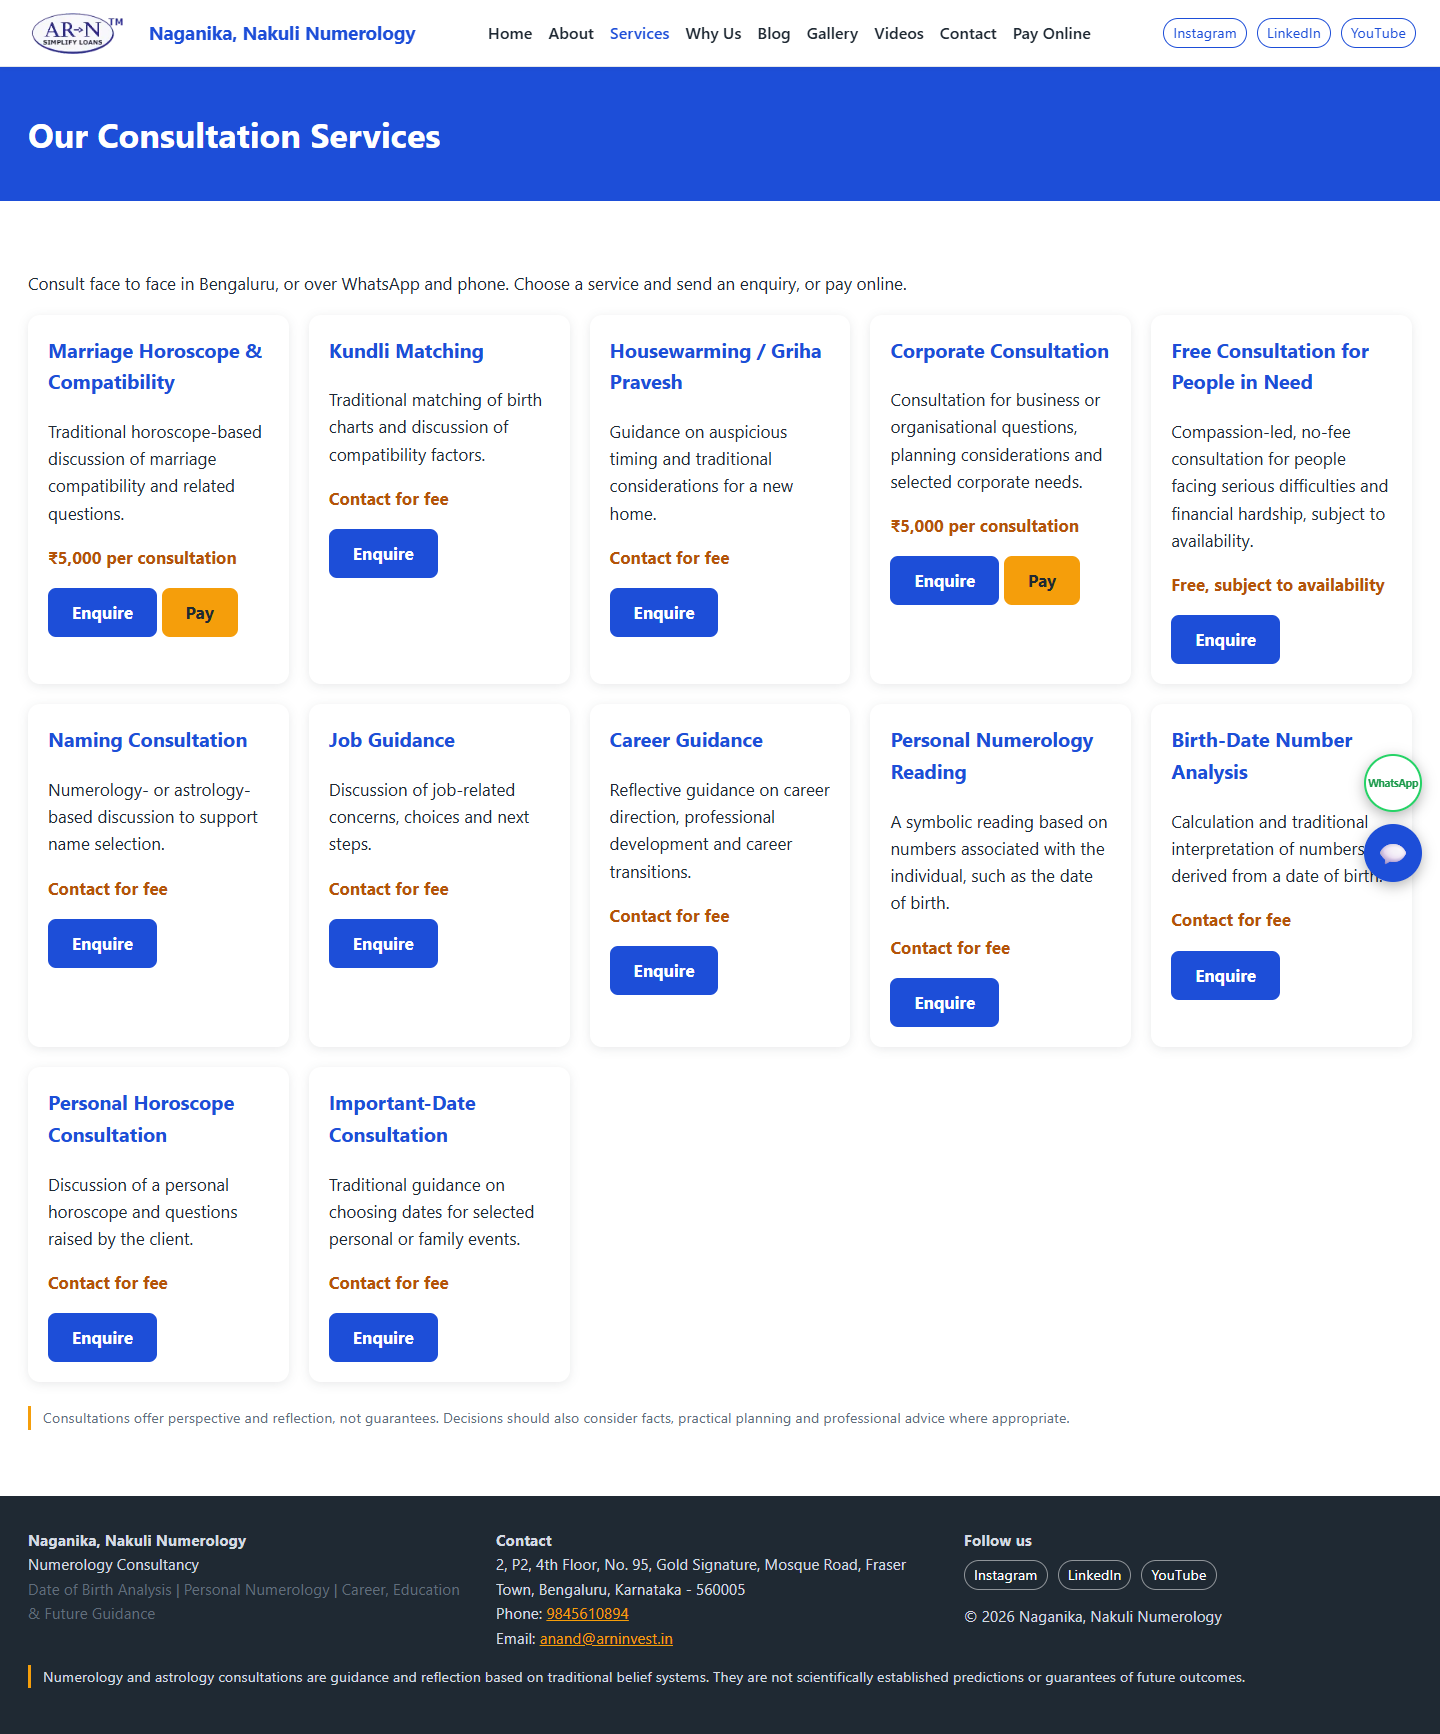 AR→N TM
SIMPLIFY LOANS
Naganika, Nakuli Numerology
Home About Services Why Us Blog Gallery Videos Contact Pay Online
Instagram LinkedIn YouTube
Our Consultation Services
Consult face to face in Bengaluru, or over WhatsApp and phone. Choose a service and send an enquiry, or pay online.
Marriage Horoscope &
Compatibility
Traditional horoscope-based
discussion of marriage
compatibility and related
questions.
₹5,000 per consultation
Enquire Pay
Kundli Matching
Traditional matching of birth
charts and discussion of
compatibility factors.
Contact for fee
Enquire
Housewarming / Griha
Pravesh
Guidance on auspicious
timing and traditional
considerations for a new
home.
Contact for fee
Enquire
Corporate Consultation
Consultation for business or
organisational questions,
planning considerations and
selected corporate needs.
₹5,000 per consultation
Enquire Pay
Free Consultation for
People in Need
Compassion-led, no-fee
consultation for people
facing serious difficulties and
financial hardship, subject to
availability.
Free, subject to availability
Enquire
Naming Consultation
Numerology- or astrology-
based discussion to support
name selection.
Contact for fee
Enquire
Job Guidance
Discussion of job-related
concerns, choices and next
steps.
Contact for fee
Enquire
Career Guidance
Reflective guidance on career
direction, professional
development and career
transitions.
Contact for fee
Enquire
Personal Numerology
Reading
A symbolic reading based on
numbers associated with the
individual, such as the date
of birth.
Contact for fee
Enquire
Birth-Date Number
Analysis
Calculation and traditional
interpretation of numbers
derived from a date of birth.
Contact for fee
Enquire
WhatsApp
Personal Horoscope
Consultation
Discussion of a personal
horoscope and questions
raised by the client.
Contact for fee
Enquire
Important-Date
Consultation
Traditional guidance on
choosing dates for selected
personal or family events.
Contact for fee
Enquire
Consultations offer perspective and reflection, not guarantees. Decisions should also consider facts, practical planning and professional advice where appropriate.
Naganika, Nakuli Numerology
Numerology Consultancy
Date of Birth Analysis | Personal Numerology | Career, Education
& Future Guidance
Contact
2, P2, 4th Floor, No. 95, Gold Signature, Mosque Road, Fraser
Town, Bengaluru, Karnataka - 560005
Phone: 9845610894
Email: anand@arninvest.in
Follow us
Instagram LinkedIn YouTube
© 2026 Naganika, Nakuli Numerology
Numerology and astrology consultations are guidance and reflection based on traditional belief systems. They are not scientifically established predictions or guarantees of future outcomes.